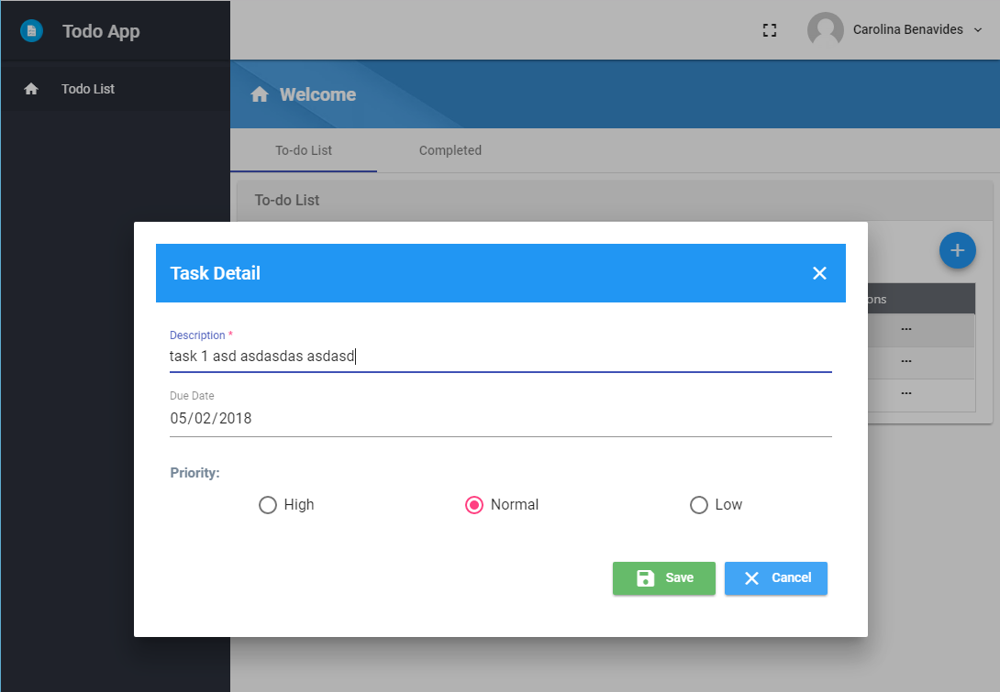 Todo App
Carolina Benavides
Todo List
Welcome
To-do List
Completed
To-do List
Task Detail
Description *
task 1 asd asdasdas asdasd
Due Date
05/02/2018
Priority:
High
Normal
Low
Save
Cancel